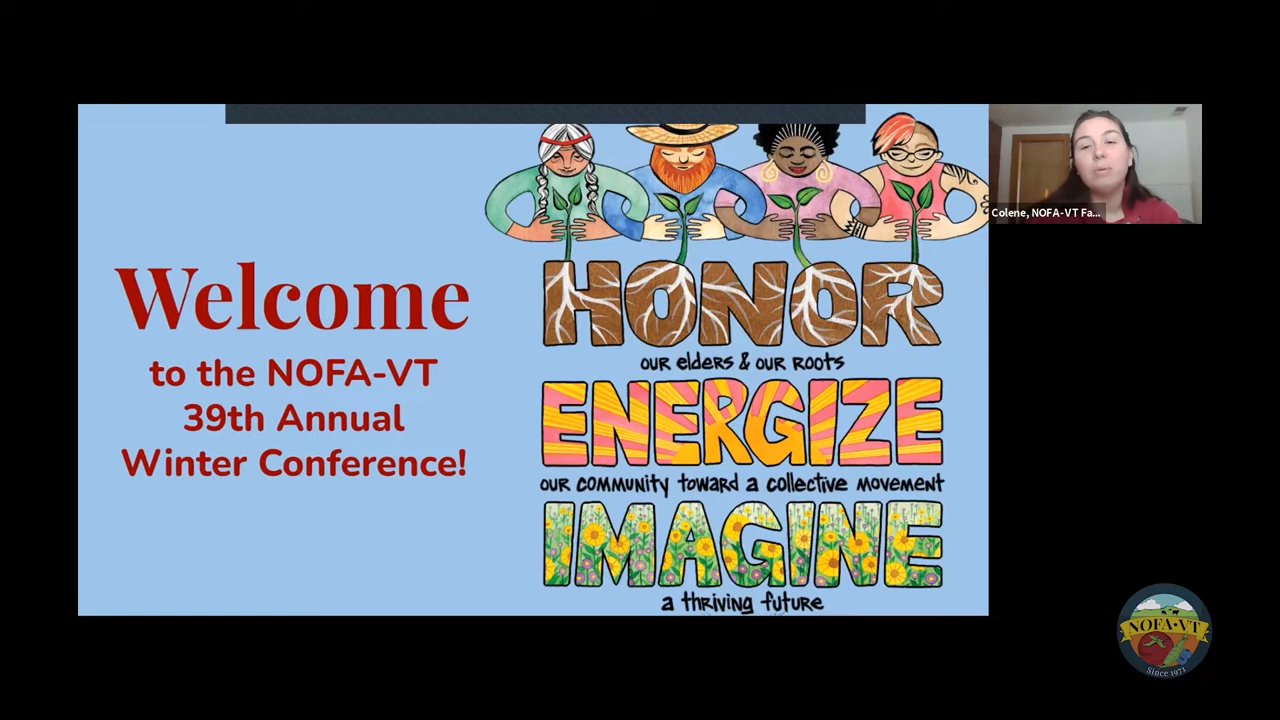 Welcome
to the NOFA-VT
39th Annual
Winter Conference!
HONOR
OUR elders & OUR ROOTS
ENERGIZE
OUR COMMUNITY TOWARD a collective MOVEMENT
IMAGINE
a thriving future
Colene, NOFA-VT Fa...
NOFA•VT
Since 1971